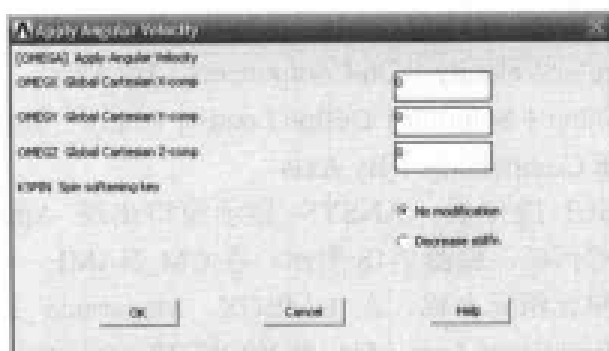 Apply Angular Velocity
[OMEGA] Apply Angular Velocity
OMEGX Global Cartesian X-comp
0
OMEGY Global Cartesian Y-comp
0
OMEGZ Global Cartesian Z-comp
0
KSPIN Spin softening key
No modification
Decrease stiffn.
OK
Cancel
Help